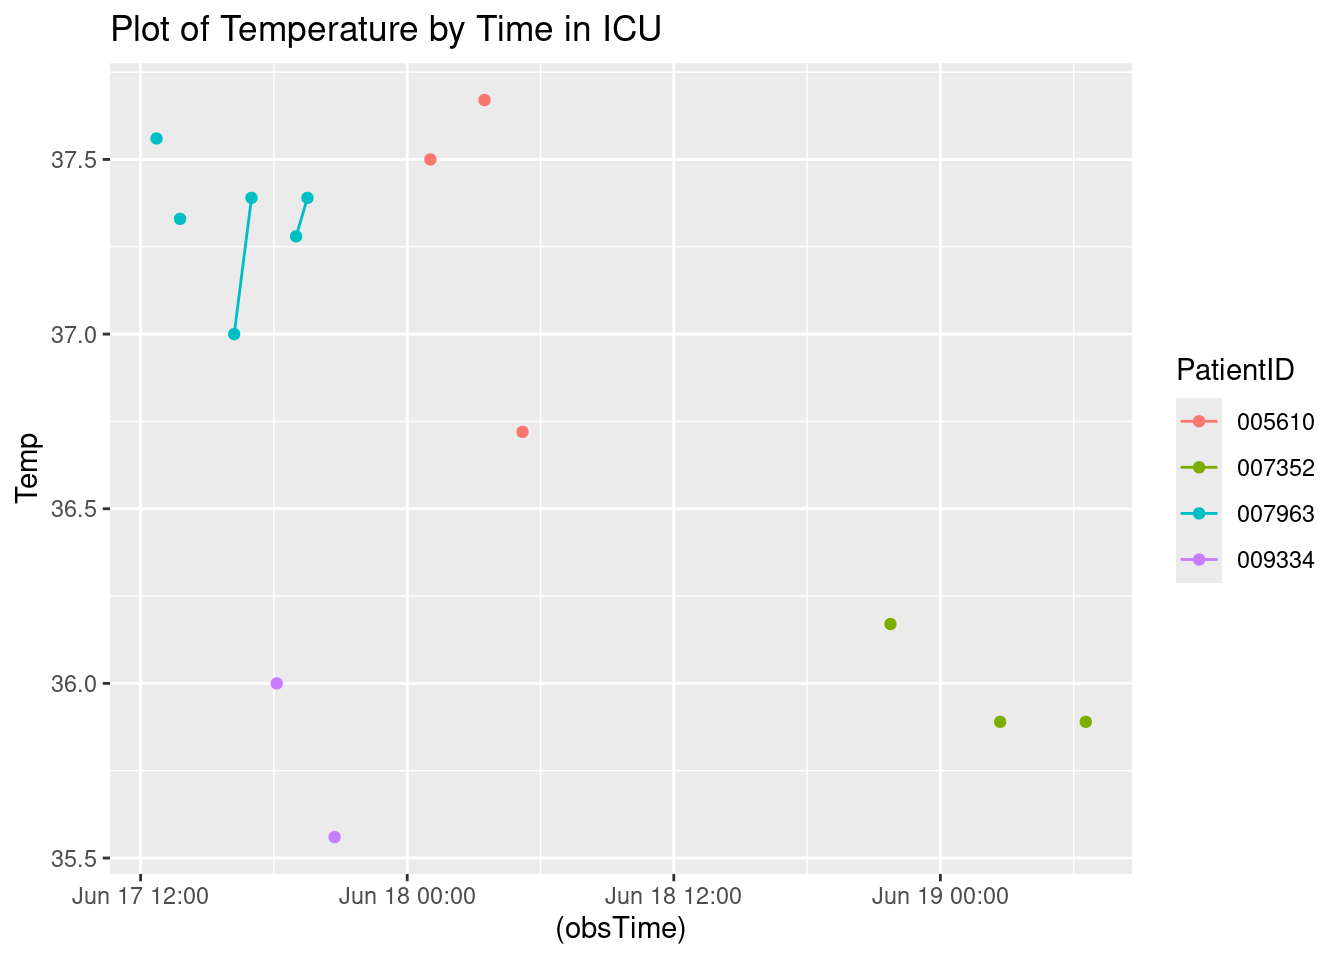 Plot of Temperature by Time in ICU
37.5
37.0
36.5
36.0
35.5
Temp
Jun 17 12:00
Jun 18 00:00
Jun 18 12:00
Jun 19 00:00
(obsTime)
PatientID
005610
007352
007963
009334